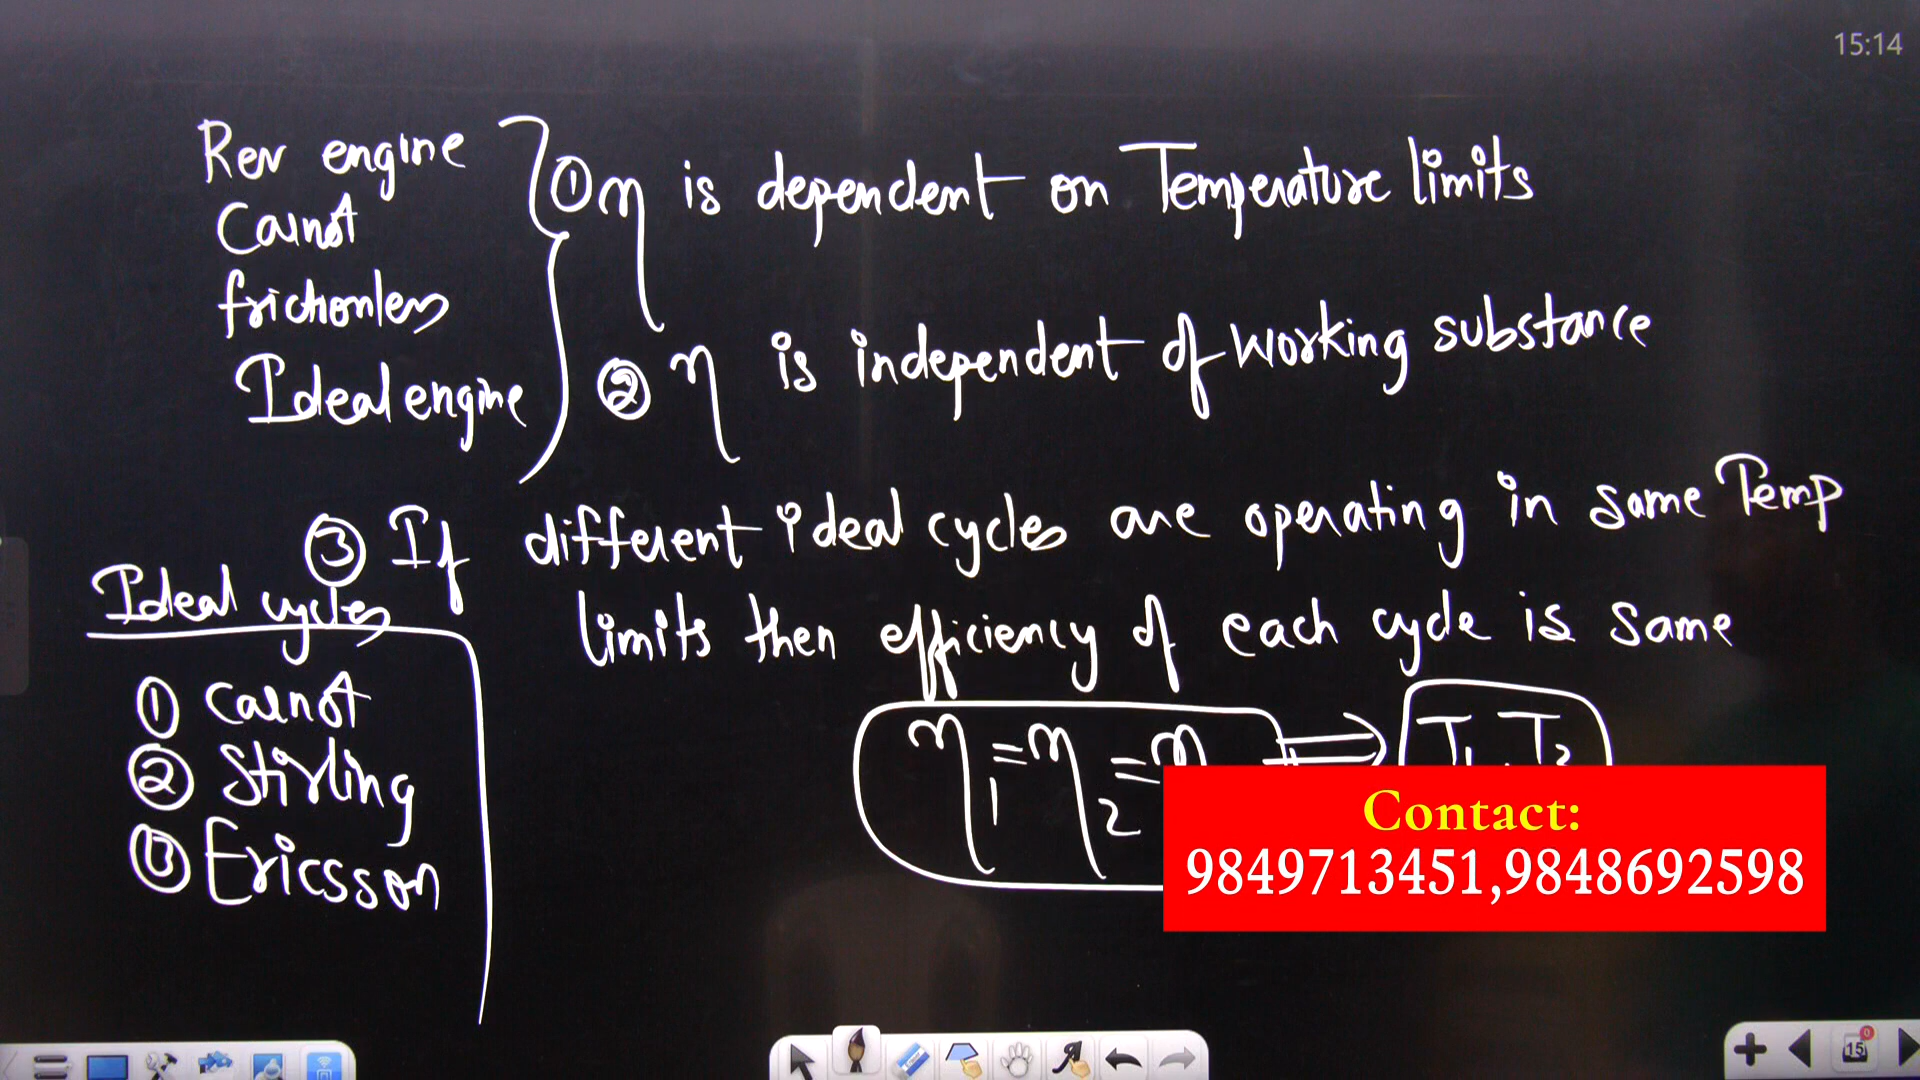 15:14
Rev engine
Carnot
frictionless
Ideal engine
① η is dependent on Temperature limits
② η is independent of working substance
③ If different ideal cycles are operating in same Temp
limits then efficiency of each cycle is same
Ideal cycles
① Carnot
② Stirling
③ Ericsson
η₁ = η₂ = η ⇒ T₁, T₂
Contact:
9849713451,9848692598
15
0